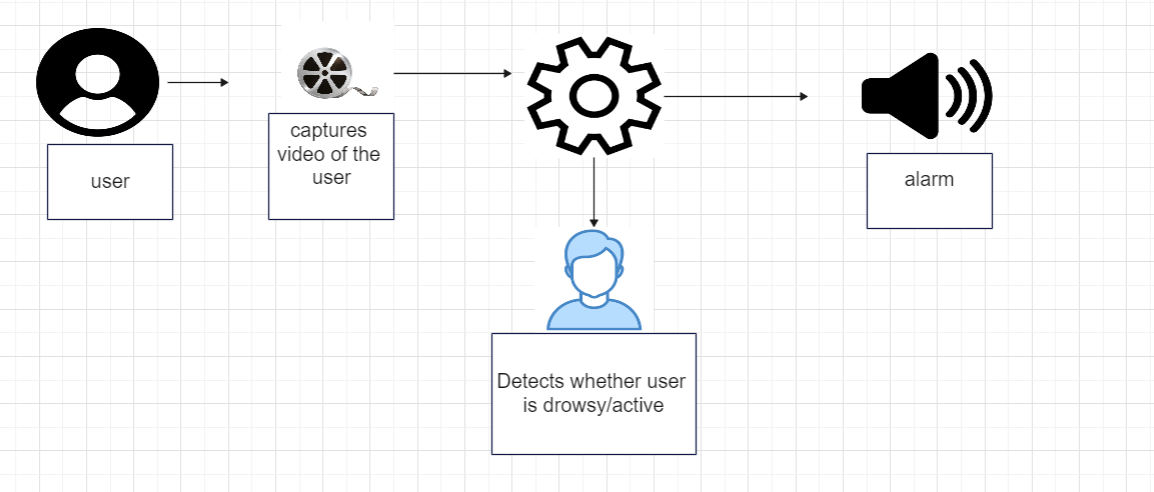 user
captures
video of the
user
alarm
Detects whether user
is drowsy/active